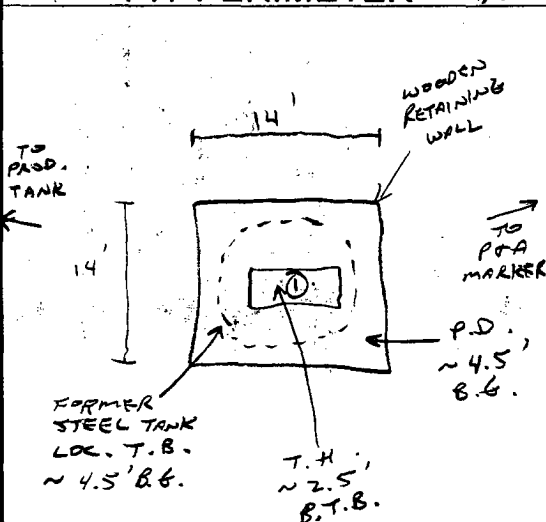 14'
WOODEN
RETAINING
WALL
TO
PROD.
TANK
14'
TO
P&A
MARKER
①
P.D.
~ 4.5'
B.G.
FORMER
STEEL TANK
LOC. T.B.
~ 4.5' B.G.
T.H.
~ 2.5'
B.T.B.